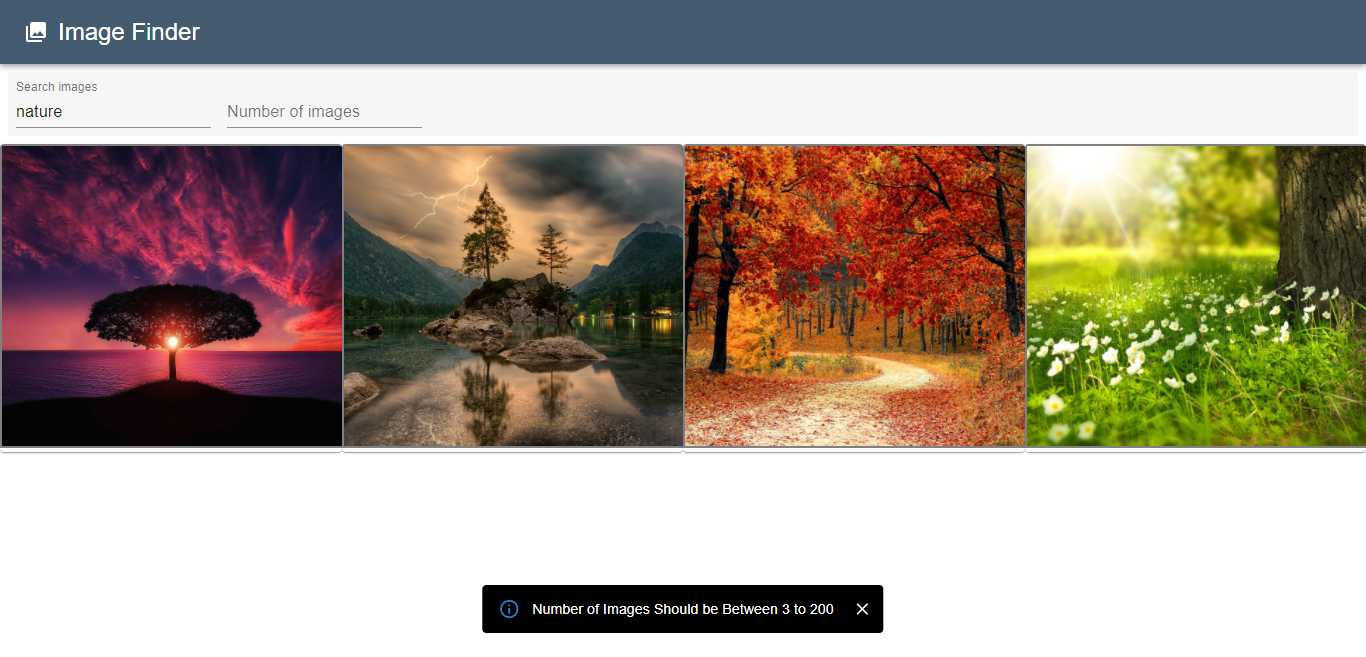 Image Finder
Search images
nature
Number of images
Number of Images Should be Between 3 to 200